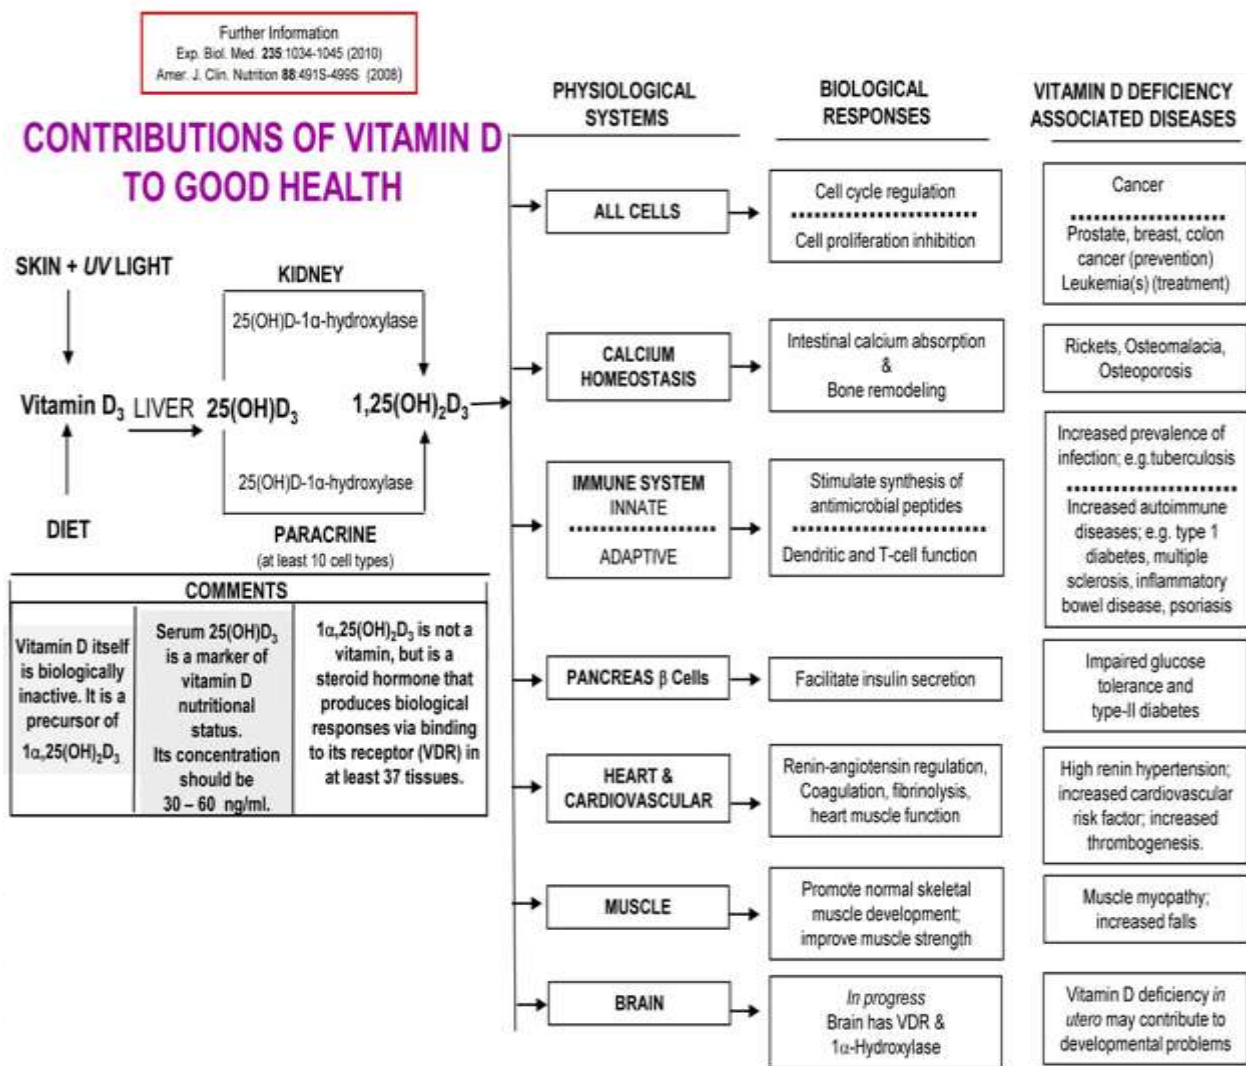 Further Information
Exp. Biol. Med. 235:1034-1045 (2010)
Amer. J. Clin. Nutrition 88:491S-499S (2008)
CONTRIBUTIONS OF VITAMIN D
TO GOOD HEALTH
SKIN + UV LIGHT
KIDNEY
25(OH)D-1α-hydroxylase
Vitamin D₃ LIVER 25(OH)D₃ 1,25(OH)₂D₃
25(OH)D-1α-hydroxylase
DIET
PARACRINE
(at least 10 cell types)
COMMENTS
Vitamin D itself
is biologically
inactive. It is a
precursor of
1α,25(OH)₂D₃
Serum 25(OH)D₃
is a marker of
vitamin D
nutritional
status.
Its concentration
should be
30 – 60 ng/ml.
1α,25(OH)₂D₃ is not a
vitamin, but is a
steroid hormone that
produces biological
responses via binding
to its receptor (VDR) in
at least 37 tissues.
PHYSIOLOGICAL
SYSTEMS
BIOLOGICAL
RESPONSES
VITAMIN D DEFICIENCY
ASSOCIATED DISEASES
ALL CELLS
Cell cycle regulation
Cell proliferation inhibition
Cancer
Prostate, breast, colon
cancer (prevention)
Leukemia(s) (treatment)
CALCIUM
HOMEOSTASIS
Intestinal calcium absorption
&
Bone remodeling
Rickets, Osteomalacia,
Osteoporosis
IMMUNE SYSTEM
INNATE
ADAPTIVE
Stimulate synthesis of
antimicrobial peptides
Dendritic and T-cell function
Increased prevalence of
infection; e.g.tuberculosis
Increased autoimmune
diseases; e.g. type 1
diabetes, multiple
sclerosis, inflammatory
bowel disease, psoriasis
PANCREAS β Cells
Facilitate insulin secretion
Impaired glucose
tolerance and
type-II diabetes
HEART &
CARDIOVASCULAR
Renin-angiotensin regulation,
Coagulation, fibrinolysis,
heart muscle function
High renin hypertension;
increased cardiovascular
risk factor; increased
thrombogenesis.
MUSCLE
Promote normal skeletal
muscle development;
improve muscle strength
Muscle myopathy;
increased falls
BRAIN
In progress
Brain has VDR &
1α-Hydroxylase
Vitamin D deficiency in
utero may contribute to
developmental problems